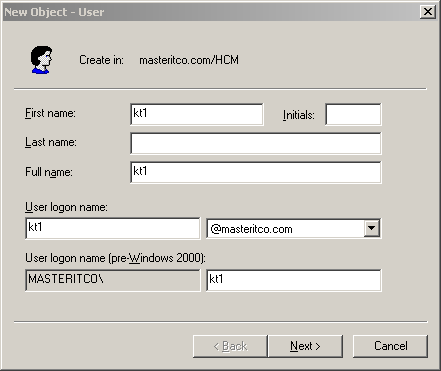 New Object - User
Create in: masteritco.com/HCM
First name: kt1 Initials:
Last name:
Full name: kt1
User logon name:
kt1 @masteritco.com
User logon name (pre-Windows 2000):
MASTERITCO\ kt1
< Back Next > Cancel